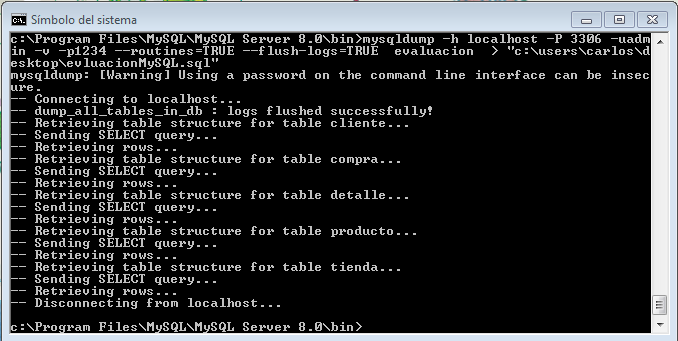 Símbolo del sistema
c:\Program Files\MySQL\MySQL Server 8.0\bin>mysqldump -h localhost -P 3306 -uadm
in -v -p1234 --routines=TRUE --flush-logs=TRUE  evaluacion  > "c:\users\carlos\d
esktop\evluacionMySQL.sql"
mysqldump: [Warning] Using a password on the command line interface can be insec
ure.
-- Connecting to localhost...
-- dump_all_tables_in_db : logs flushed successfully!
-- Retrieving table structure for table cliente...
-- Sending SELECT query...
-- Retrieving rows...
-- Retrieving table structure for table compra...
-- Sending SELECT query...
-- Retrieving rows...
-- Retrieving table structure for table detalle...
-- Sending SELECT query...
-- Retrieving rows...
-- Retrieving table structure for table producto...
-- Sending SELECT query...
-- Retrieving rows...
-- Retrieving table structure for table tienda...
-- Sending SELECT query...
-- Retrieving rows...
-- Disconnecting from localhost...
c:\Program Files\MySQL\MySQL Server 8.0\bin>